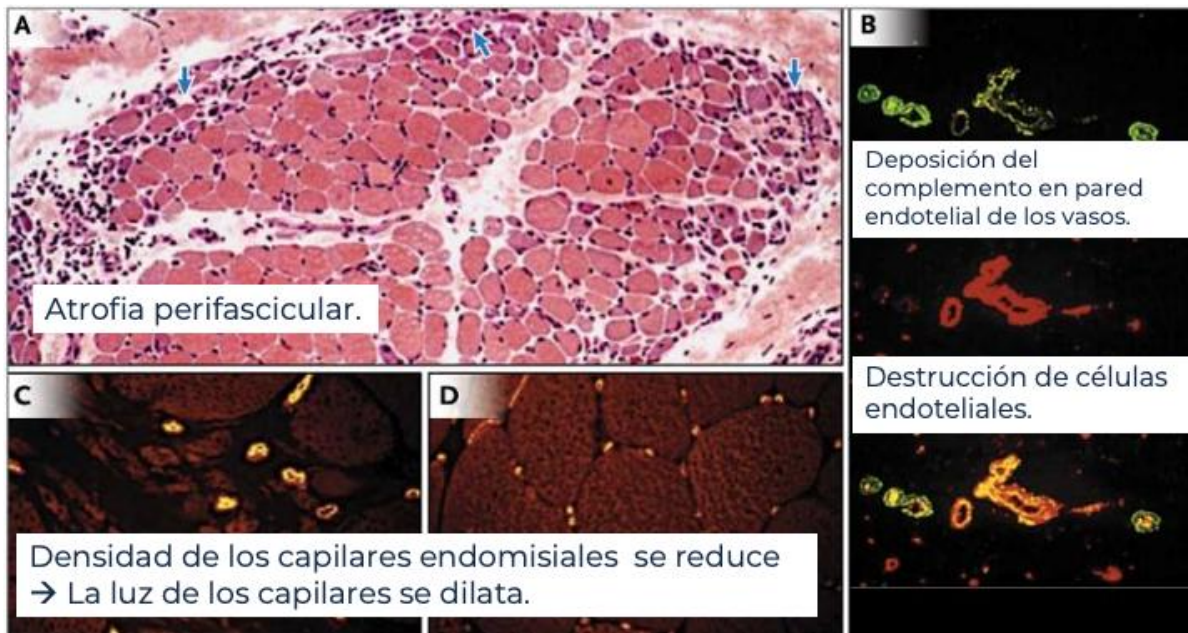 A
B
Deposición del
complemento en pared
endotelial de los vasos.
Atrofia perifascicular.
Destrucción de células
endoteliales.
C
D
Densidad de los capilares endomisiales se reduce
→ La luz de los capilares se dilata.